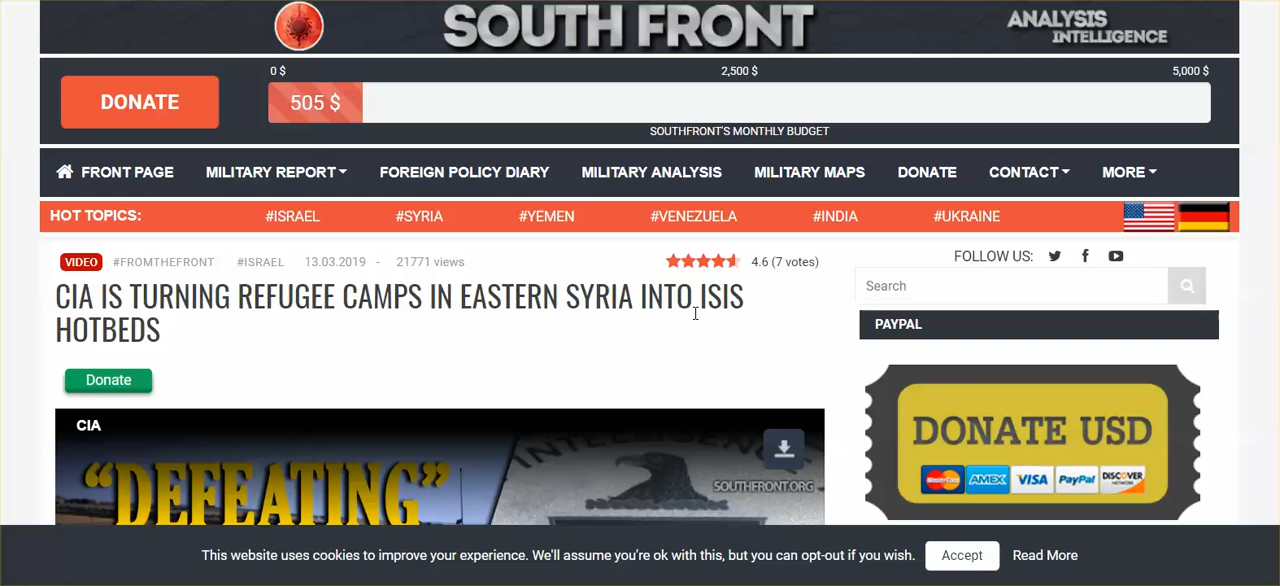 SOUTH FRONT
ANALYSIS
INTELLIGENCE
DONATE
0 $
2,500 $
5,000 $
505 $
SOUTHFRONT'S MONTHLY BUDGET
FRONT PAGE
MILITARY REPORT
FOREIGN POLICY DIARY
MILITARY ANALYSIS
MILITARY MAPS
DONATE
CONTACT
MORE
HOT TOPICS:
#ISRAEL
#SYRIA
#YEMEN
#VENEZUELA
#INDIA
#UKRAINE
VIDEO #FROMTHEFRONT #ISRAEL 13.03.2019 - 21771 views
4.6 (7 votes)
CIA IS TURNING REFUGEE CAMPS IN EASTERN SYRIA INTO ISIS
HOTBEDS
Donate
CIA
"DEFEATING"
INTELLIGENC
SOUTHFRONT.ORG
FOLLOW US:
Search
PAYPAL
DONATE USD
MasterCard
AMEX
VISA
PayPal
DISCOVER
NETWORK
This website uses cookies to improve your experience. We'll assume you're ok with this, but you can opt-out if you wish.
Accept
Read More